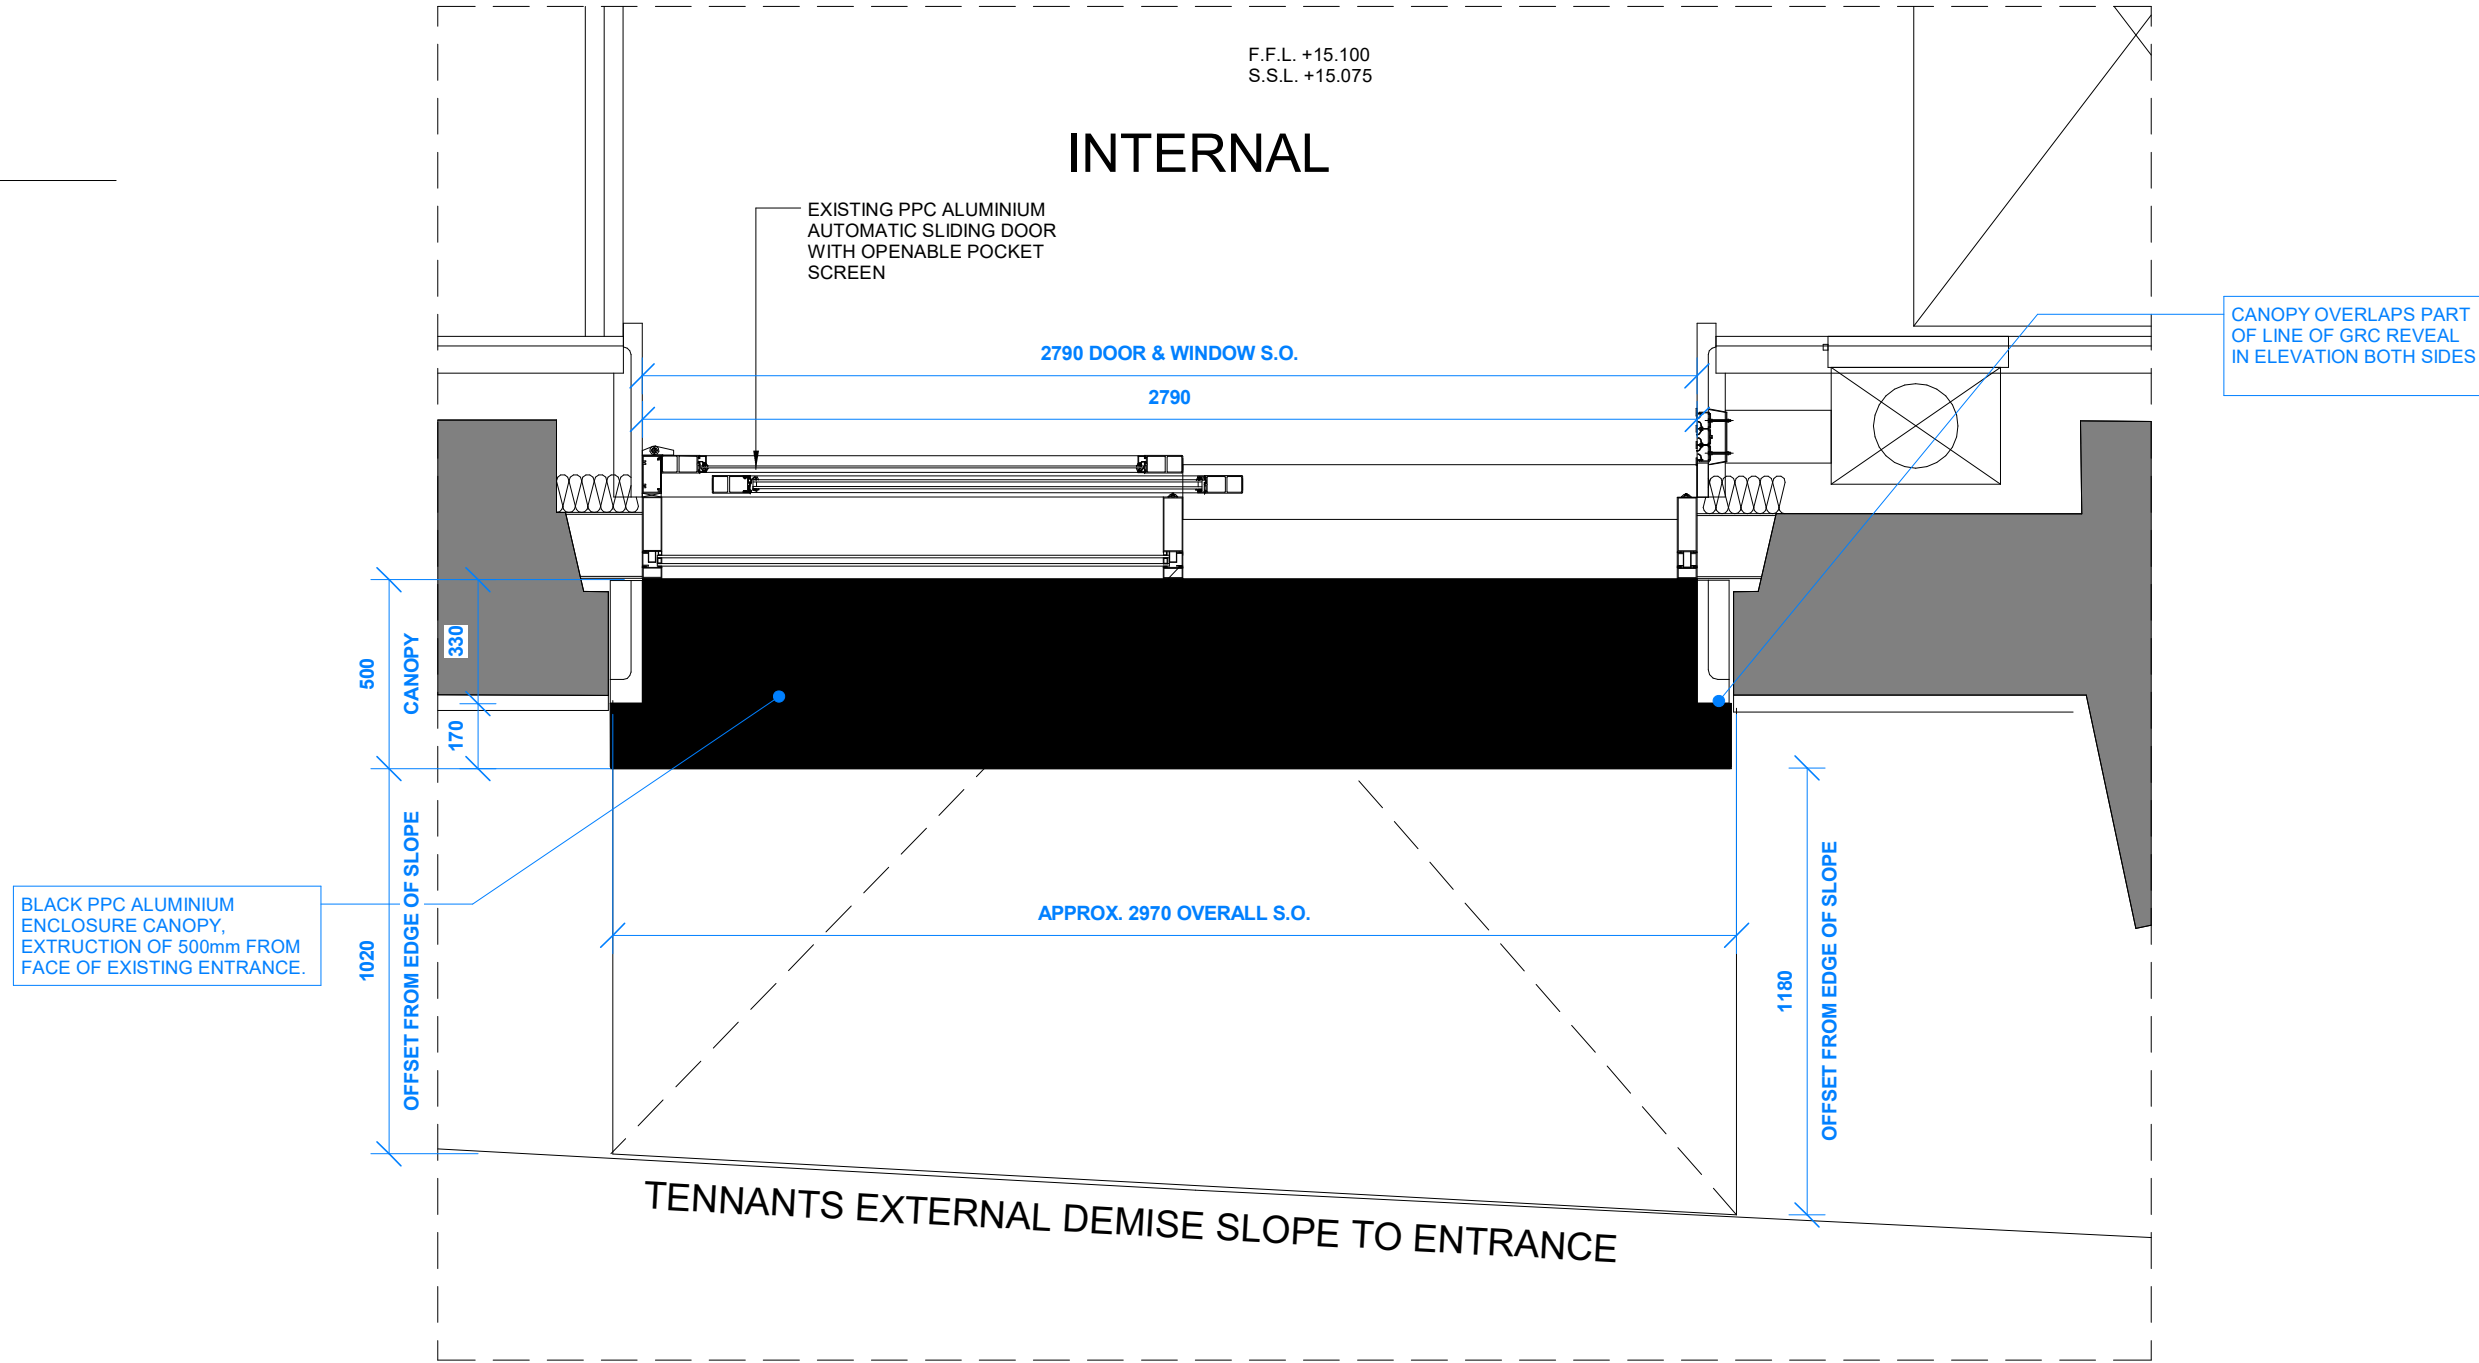 F.F.L. +15.100
S.S.L. +15.075
INTERNAL
EXISTING PPC ALUMINIUM
AUTOMATIC SLIDING DOOR
WITH OPENABLE POCKET
SCREEN
CANOPY OVERLAPS PART
OF LINE OF GRC REVEAL
IN ELEVATION BOTH SIDES
2790 DOOR & WINDOW S.O.
2790
500
CANOPY
330
170
BLACK PPC ALUMINIUM
ENCLOSURE CANOPY,
EXTRUCTION OF 500mm FROM
FACE OF EXISTING ENTRANCE.
1020
OFFSET FROM EDGE OF SLOPE
APPROX. 2970 OVERALL S.O.
1180
OFFSET FROM EDGE OF SLOPE
TENNANTS EXTERNAL DEMISE SLOPE TO ENTRANCE